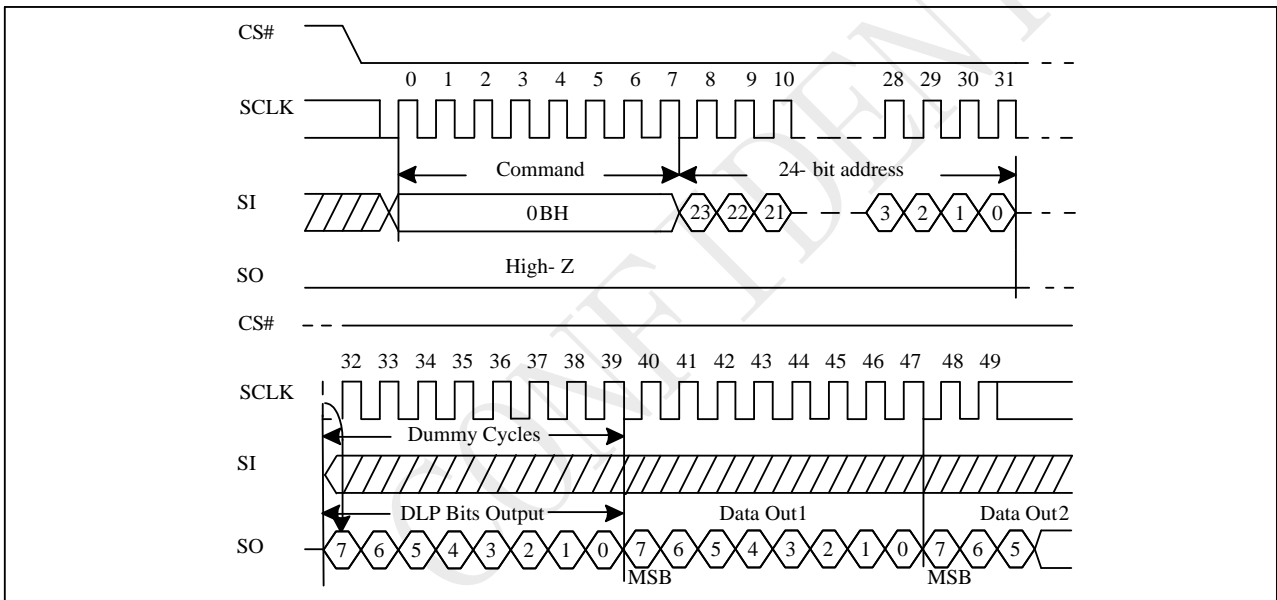 CS#
0 1 2 3 4 5 6 7 8 9 10 28 29 30 31
SCLK
Command 24- bit address
SI
0BH 23 22 21 3 2 1 0
SO High- Z
CS#
32 33 34 35 36 37 38 39 40 41 42 43 44 45 46 47 48 49
SCLK
Dummy Cycles
SI
DLP Bits Output Data Out1 Data Out2
SO 7 6 5 4 3 2 1 0 7 6 5 4 3 2 1 0 7 6 5
MSB MSB
CONFIDENT